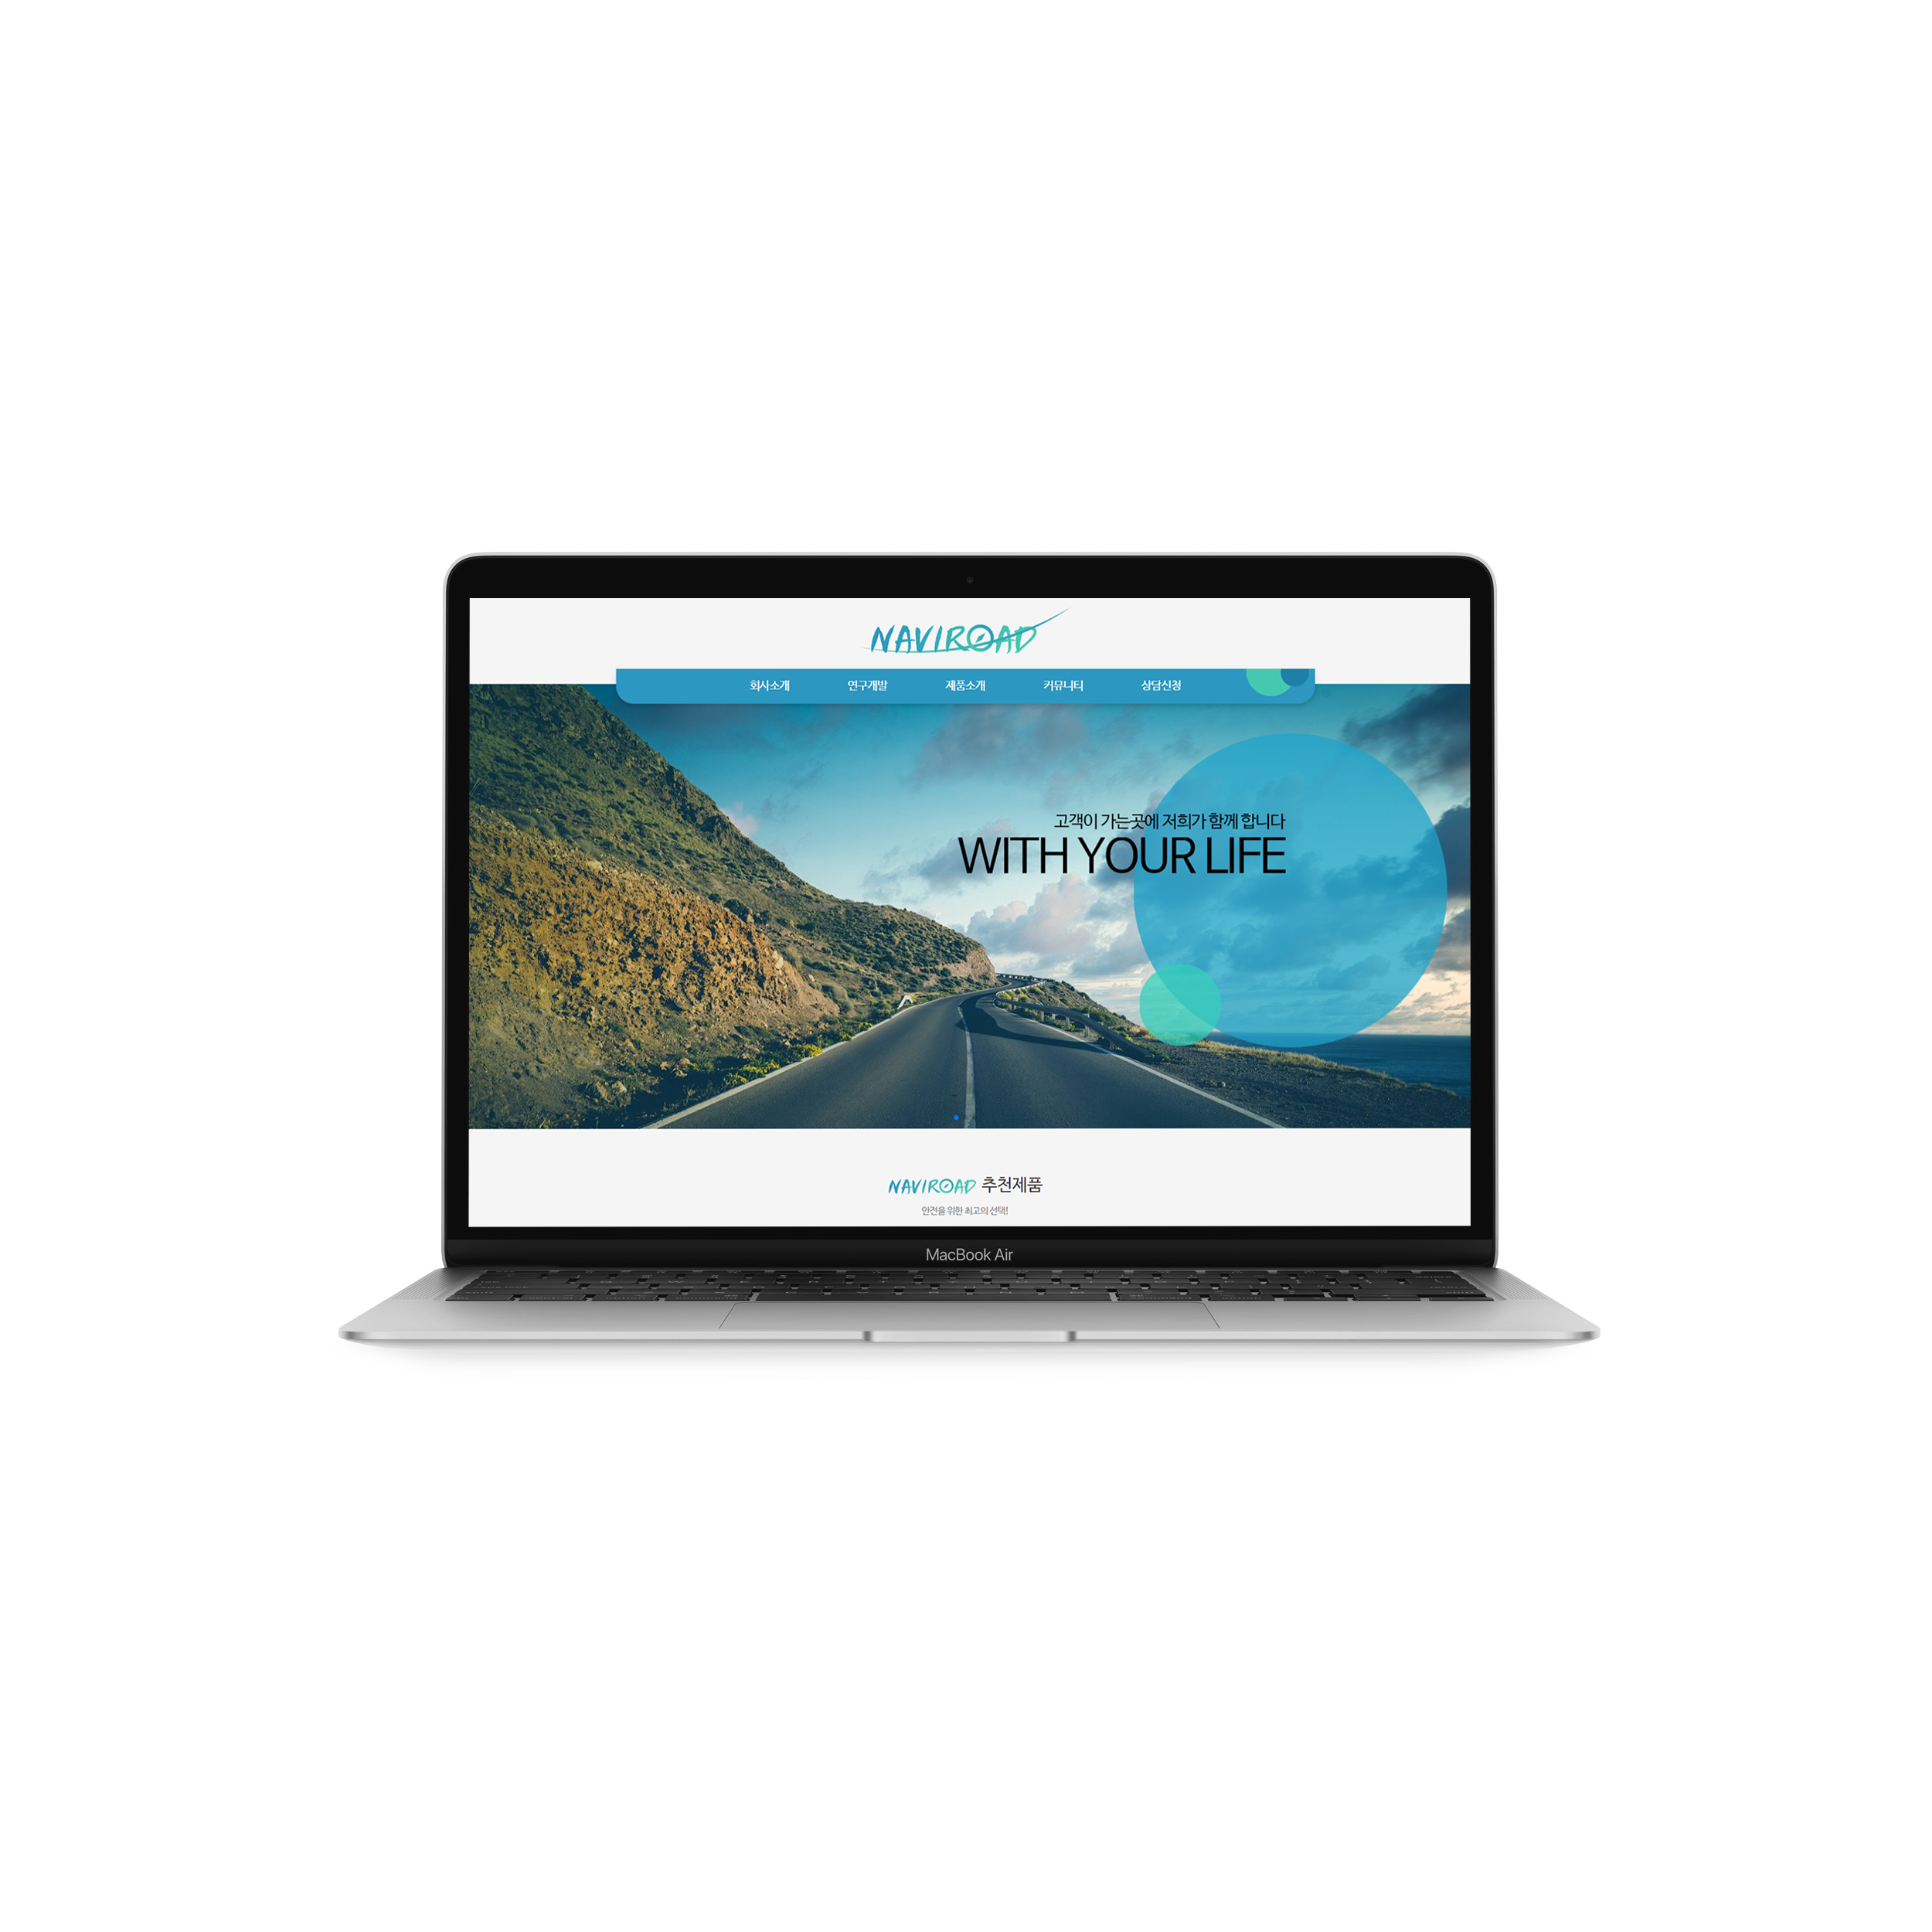 NAVIROAD
회사소개 연구개발 제품소개 커뮤니티 상담신청
고객이 가는곳에 저희가 함께 합니다
WITH YOUR LIFE
NAVIROAD 추천제품
안전을 위한 최고의 선택!
MacBook Air